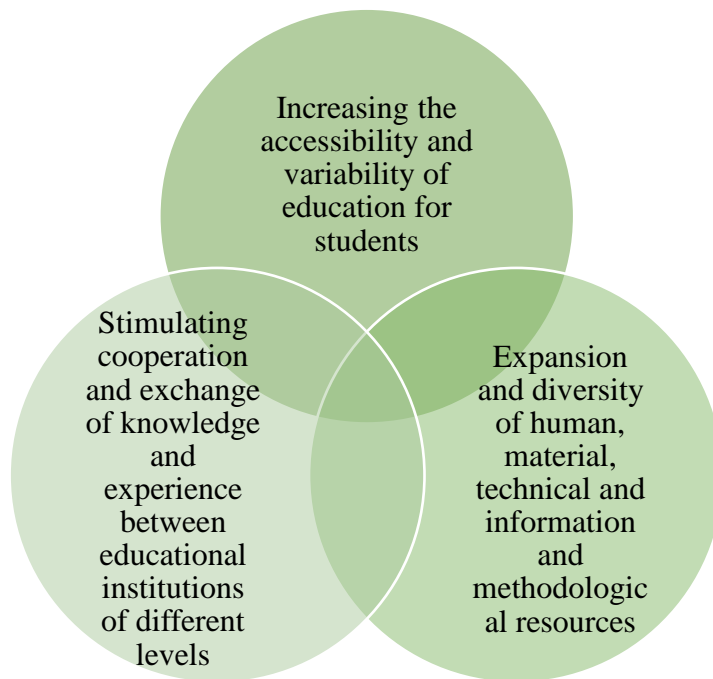 Increasing the
accessibility and
variability of
education for
students
Stimulating
cooperation
and exchange
of knowledge
and
experience
between
educational
institutions
of different
levels
Expansion
and diversity
of human,
material,
technical and
information
and
methodologic
al resources